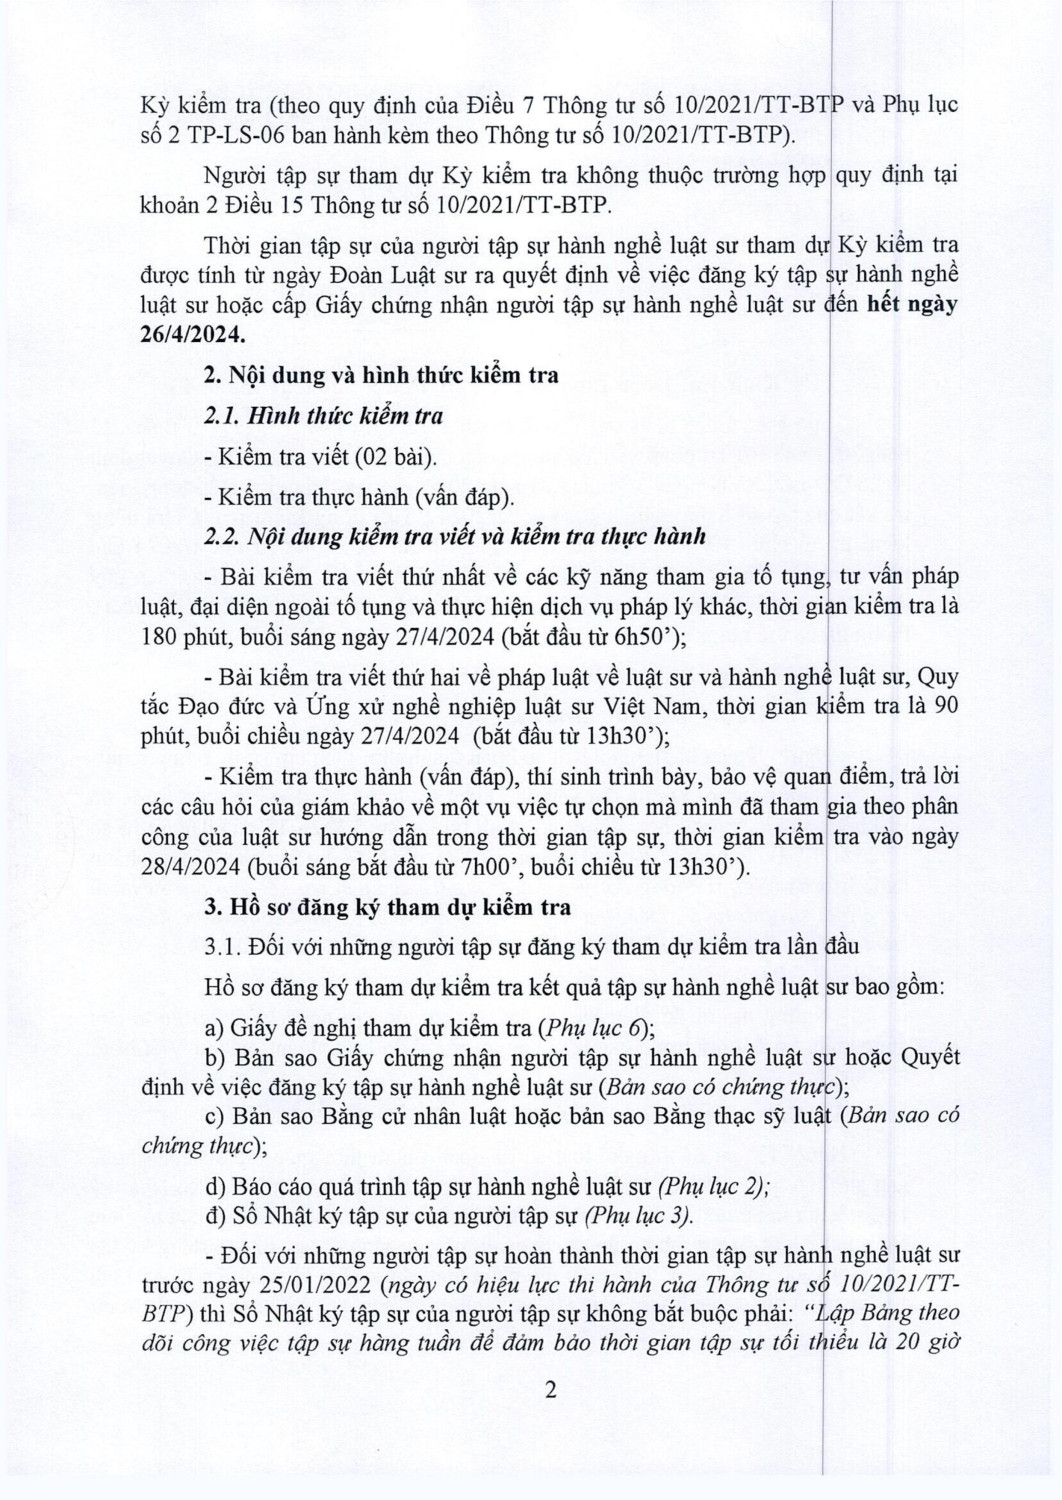 Kỳ kiểm tra (theo quy định của Điều 7 Thông tư số 10/2021/TT-BTP và Phụ lục
số 2 TP-LS-06 ban hành kèm theo Thông tư số 10/2021/TT-BTP).
Người tập sự tham dự Kỳ kiểm tra không thuộc trường hợp quy định tại
khoản 2 Điều 15 Thông tư số 10/2021/TT-BTP.
Thời gian tập sự của người tập sự hành nghề luật sư tham dự Kỳ kiểm tra
được tính từ ngày Đoàn Luật sư ra quyết định về việc đăng ký tập sự hành nghề
luật sư hoặc cấp Giấy chứng nhận người tập sự hành nghề luật sư đến hết ngày
26/4/2024.
2. Nội dung và hình thức kiểm tra
2.1. Hình thức kiểm tra
- Kiểm tra viết (02 bài).
- Kiểm tra thực hành (vấn đáp).
2.2. Nội dung kiểm tra viết và kiểm tra thực hành
- Bài kiểm tra viết thứ nhất về các kỹ năng tham gia tố tụng, tư vấn pháp
luật, đại diện ngoài tố tụng và thực hiện dịch vụ pháp lý khác, thời gian kiểm tra là
180 phút, buổi sáng ngày 27/4/2024 (bắt đầu từ 6h50’);
- Bài kiểm tra viết thứ hai về pháp luật về luật sư và hành nghề luật sư, Quy
tắc Đạo đức và Ứng xử nghề nghiệp luật sư Việt Nam, thời gian kiểm tra là 90
phút, buổi chiều ngày 27/4/2024 (bắt đầu từ 13h30’);
- Kiểm tra thực hành (vấn đáp), thí sinh trình bày, bảo vệ quan điểm, trả lời
các câu hỏi của giám khảo về một vụ việc tự chọn mà mình đã tham gia theo phân
công của luật sư hướng dẫn trong thời gian tập sự, thời gian kiểm tra vào ngày
28/4/2024 (buổi sáng bắt đầu từ 7h00’, buổi chiều từ 13h30’).
3. Hồ sơ đăng ký tham dự kiểm tra
3.1. Đối với những người tập sự đăng ký tham dự kiểm tra lần đầu
Hồ sơ đăng ký tham dự kiểm tra kết quả tập sự hành nghề luật sư bao gồm:
a) Giấy đề nghị tham dự kiểm tra (Phụ lục 6);
b) Bản sao Giấy chứng nhận người tập sự hành nghề luật sư hoặc Quyết
định về việc đăng ký tập sự hành nghề luật sư (Bản sao có chứng thực);
c) Bản sao Bằng cử nhân luật hoặc bản sao Bằng thạc sỹ luật (Bản sao có
chứng thực);
d) Báo cáo quá trình tập sự hành nghề luật sư (Phụ lục 2);
đ) Sổ Nhật ký tập sự của người tập sự (Phụ lục 3).
- Đối với những người tập sự hoàn thành thời gian tập sự hành nghề luật sư
trước ngày 25/01/2022 (ngày có hiệu lực thi hành của Thông tư số 10/2021/TT-
BTP) thì Sổ Nhật ký tập sự của người tập sự không bắt buộc phải: “Lập Bảng theo
dõi công việc tập sự hàng tuần để đảm bảo thời gian tập sự tối thiểu là 20 giờ
2